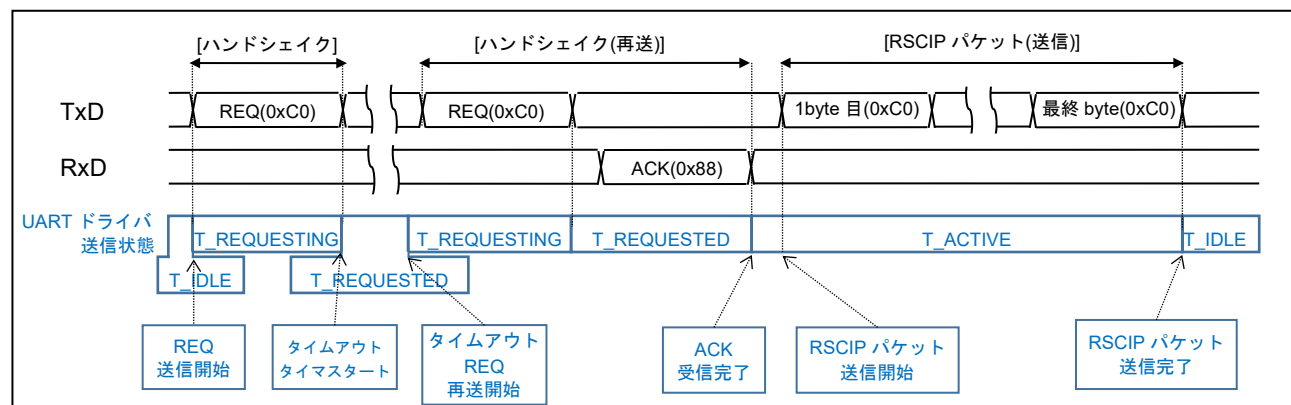 [ハンドシェイク]
[ハンドシェイク(再送)]
[RSCIP パケット(送信)]
TxD
REQ(0xC0)
REQ(0xC0)
1byte 目(0xC0)
最終 byte(0xC0)
RxD
ACK(0x88)
UART ドライバ
送信状態
T_REQUESTING
T_REQUESTING
T_REQUESTED
T_ACTIVE
T_IDLE
T_IDLE
T_REQUESTED
REQ
送信開始
タイムアウト
タイマスタート
タイムアウト
REQ
再送開始
ACK
受信完了
RSCIP パケット
送信開始
RSCIP パケット
送信完了